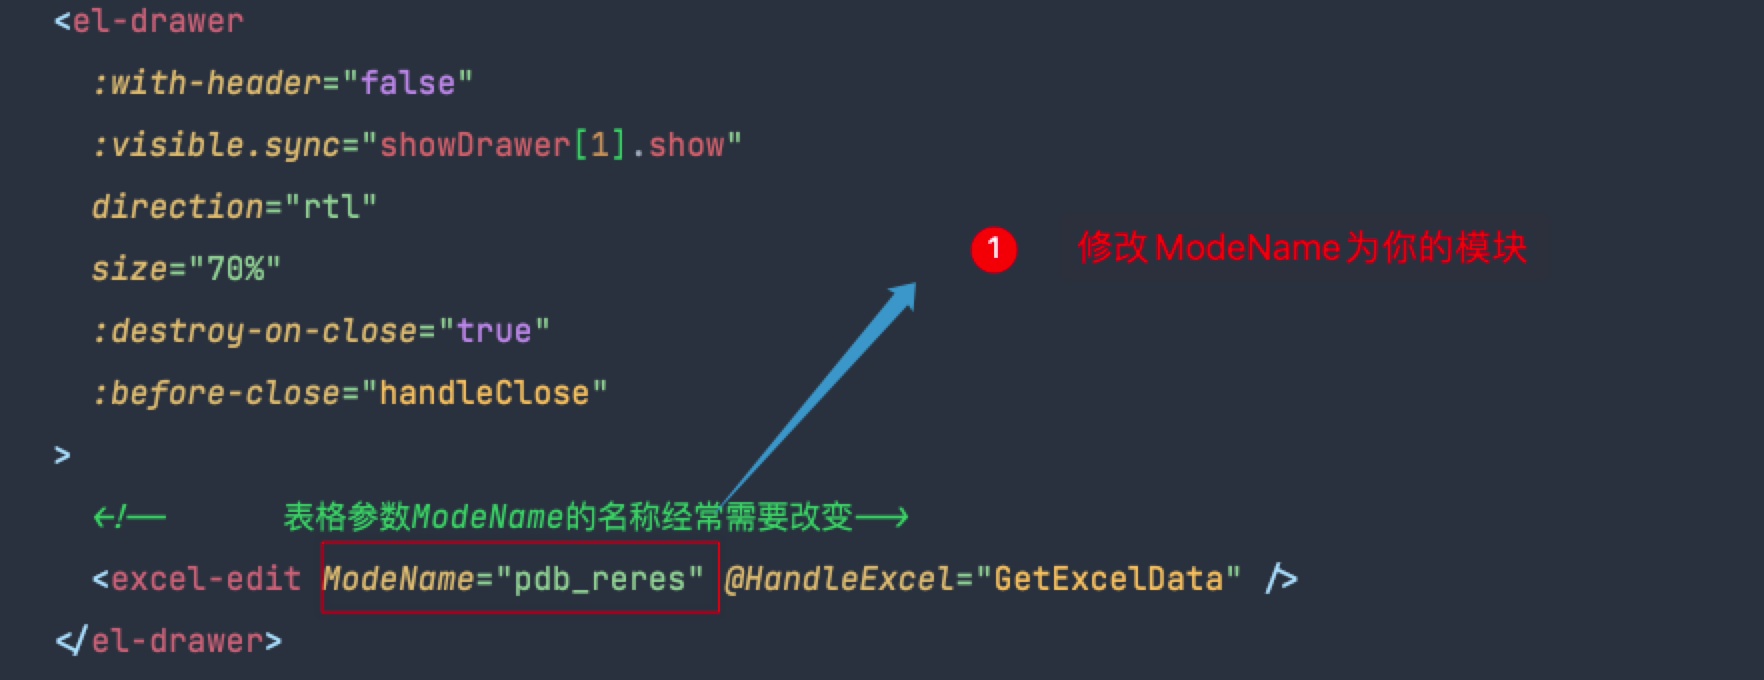 <el-drawer
:with-header="false"
:visible.sync="showDrawer[1].show"
direction="rtl"
size="70%"
:destroy-on-close="true"
:before-close="handleClose"
>
<!-- 表格参数ModeName的名称经常需要改变-->
<excel-edit ModeName="pdb_reres" @HandleExcel="GetExcelData" />
</el-drawer>
1 修改ModeName为你的模块